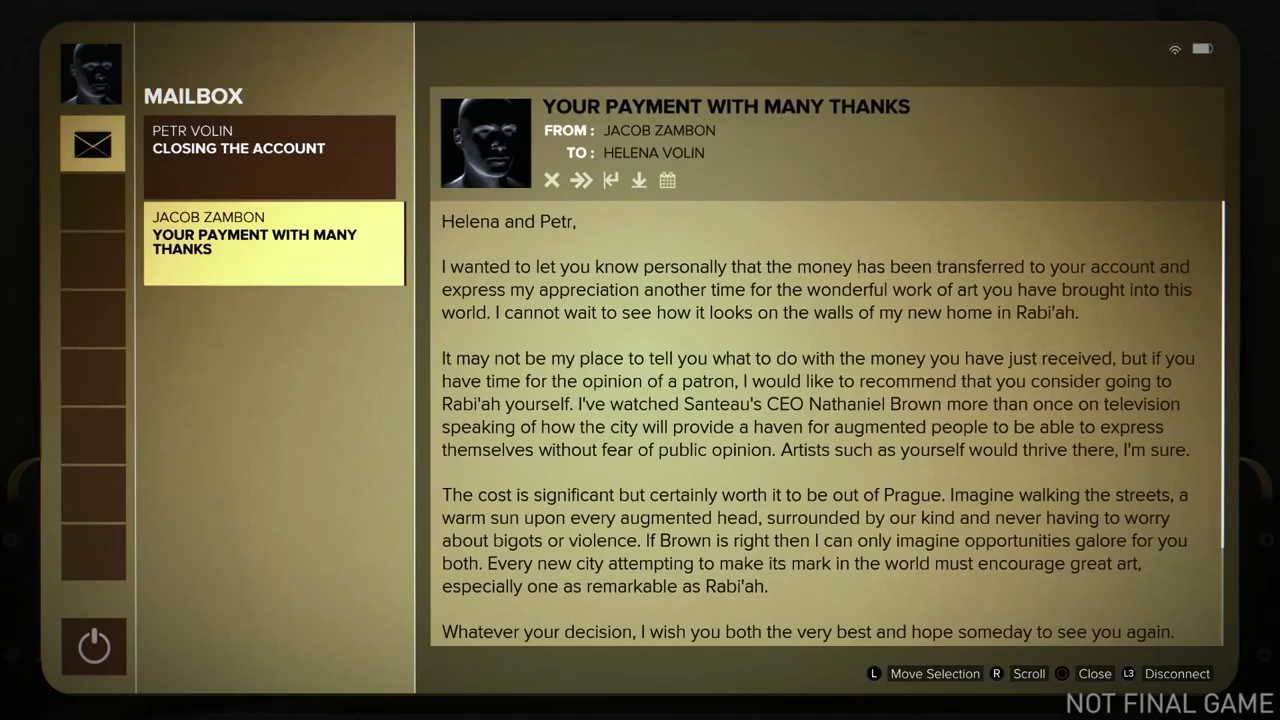 MAILBOX
PETR VOLIN
CLOSING THE ACCOUNT
JACOB ZAMBON
YOUR PAYMENT WITH MANY
THANKS
YOUR PAYMENT WITH MANY THANKS
FROM : JACOB ZAMBON
TO : HELENA VOLIN
Helena and Petr,
I wanted to let you know personally that the money has been transferred to your account and
express my appreciation another time for the wonderful work of art you have brought into this
world. I cannot wait to see how it looks on the walls of my new home in Rabi'ah.
It may not be my place to tell you what to do with the money you have just received, but if you
have time for the opinion of a patron, I would like to recommend that you consider going to
Rabi'ah yourself. I've watched Santeau's CEO Nathaniel Brown more than once on television
speaking of how the city will provide a haven for augmented people to be able to express
themselves without fear of public opinion. Artists such as yourself would thrive there, I'm sure.
The cost is significant but certainly worth it to be out of Prague. Imagine walking the streets, a
warm sun upon every augmented head, surrounded by our kind and never having to worry
about bigots or violence. If Brown is right then I can only imagine opportunities galore for you
both. Every new city attempting to make its mark in the world must encourage great art,
especially one as remarkable as Rabi'ah.
Whatever your decision, I wish you both the very best and hope someday to see you again.
L Move Selection R Scroll Close L3 Disconnect
NOT FINAL GAME